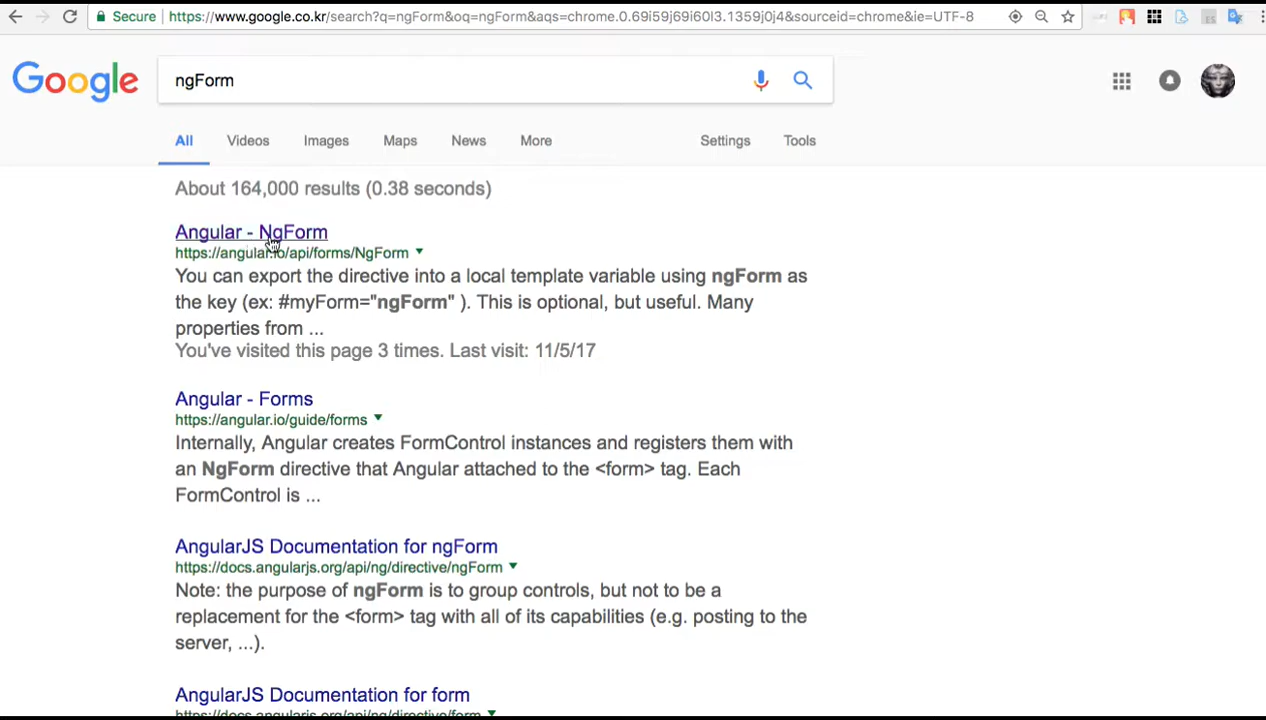 Secure https://www.google.co.kr/search?q=ngForm&oq=ngForm&aqs=chrome.0.69i59j69i60l3.1359j0j4&sourceid=chrome&ie=UTF-8
Google
ngForm
All Videos Images Maps News More Settings Tools
About 164,000 results (0.38 seconds)
Angular - NgForm
https://angular.io/api/forms/NgForm
You can export the directive into a local template variable using ngForm as
the key (ex: #myForm="ngForm" ). This is optional, but useful. Many
properties from ...
You've visited this page 3 times. Last visit: 11/5/17
Angular - Forms
https://angular.io/guide/forms
Internally, Angular creates FormControl instances and registers them with
an NgForm directive that Angular attached to the <form> tag. Each
FormControl is ...
AngularJS Documentation for ngForm
https://docs.angularjs.org/api/ng/directive/ngForm
Note: the purpose of ngForm is to group controls, but not to be a
replacement for the <form> tag with all of its capabilities (e.g. posting to the
server, ...).
AngularJS Documentation for form
https://docs.angularjs.org/api/ng/directive/form